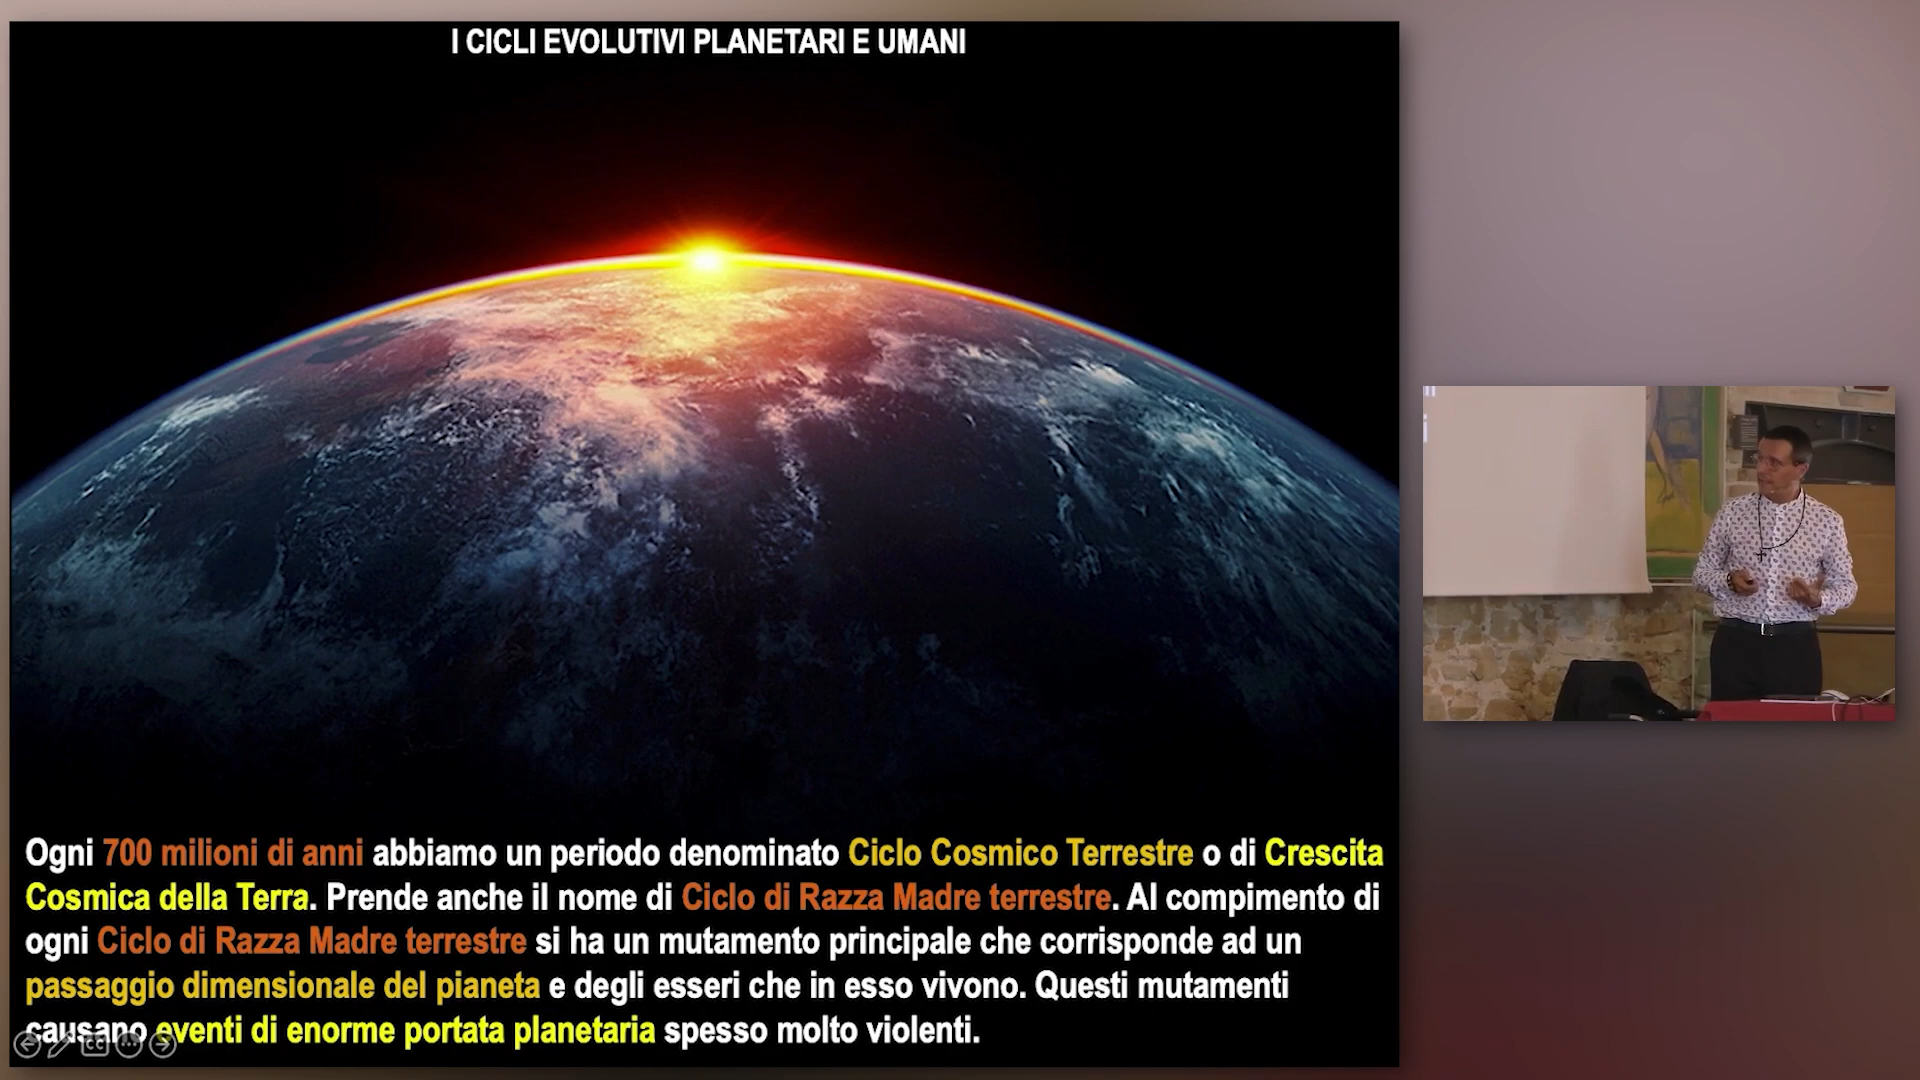 I CICLI EVOLUTIVI PLANETARI E UMANI
Ogni 700 milioni di anni abbiamo un periodo denominato Ciclo Cosmico Terrestre o di Crescita
Cosmica della Terra. Prende anche il nome di Ciclo di Razza Madre terrestre. Al compimento di
ogni Ciclo di Razza Madre terrestre si ha un mutamento principale che corrisponde ad un
passaggio dimensionale del pianeta e degli esseri che in esso vivono. Questi mutamenti
causano eventi di enorme portata planetaria spesso molto violenti.
CC